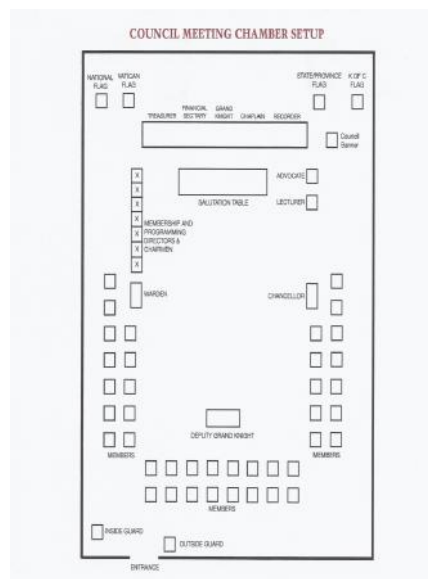 COUNCIL MEETING CHAMBER SETUP
NATIONAL FLAG
VATICAN FLAG
STATE/PROVINCE FLAG
K OF C FLAG
TREASURER
FINANCIAL SECTARY
GRAND KNIGHT
CHAPLAIN
RECORDER
Council Banner
SALUTATION TABLE
ADVOCATE
LECTURER
X
X
X
X
X
X
X
MEMBERSHIP AND
PROGRAMMING
DIRECTORS &
CHAIRMEN
WARDEN
CHANCELLOR
DEPUTY GRAND KNIGHT
MEMBERS
MEMBERS
MEMBERS
INSIDE GUARD
OUTSIDE GUARD
ENTRANCE